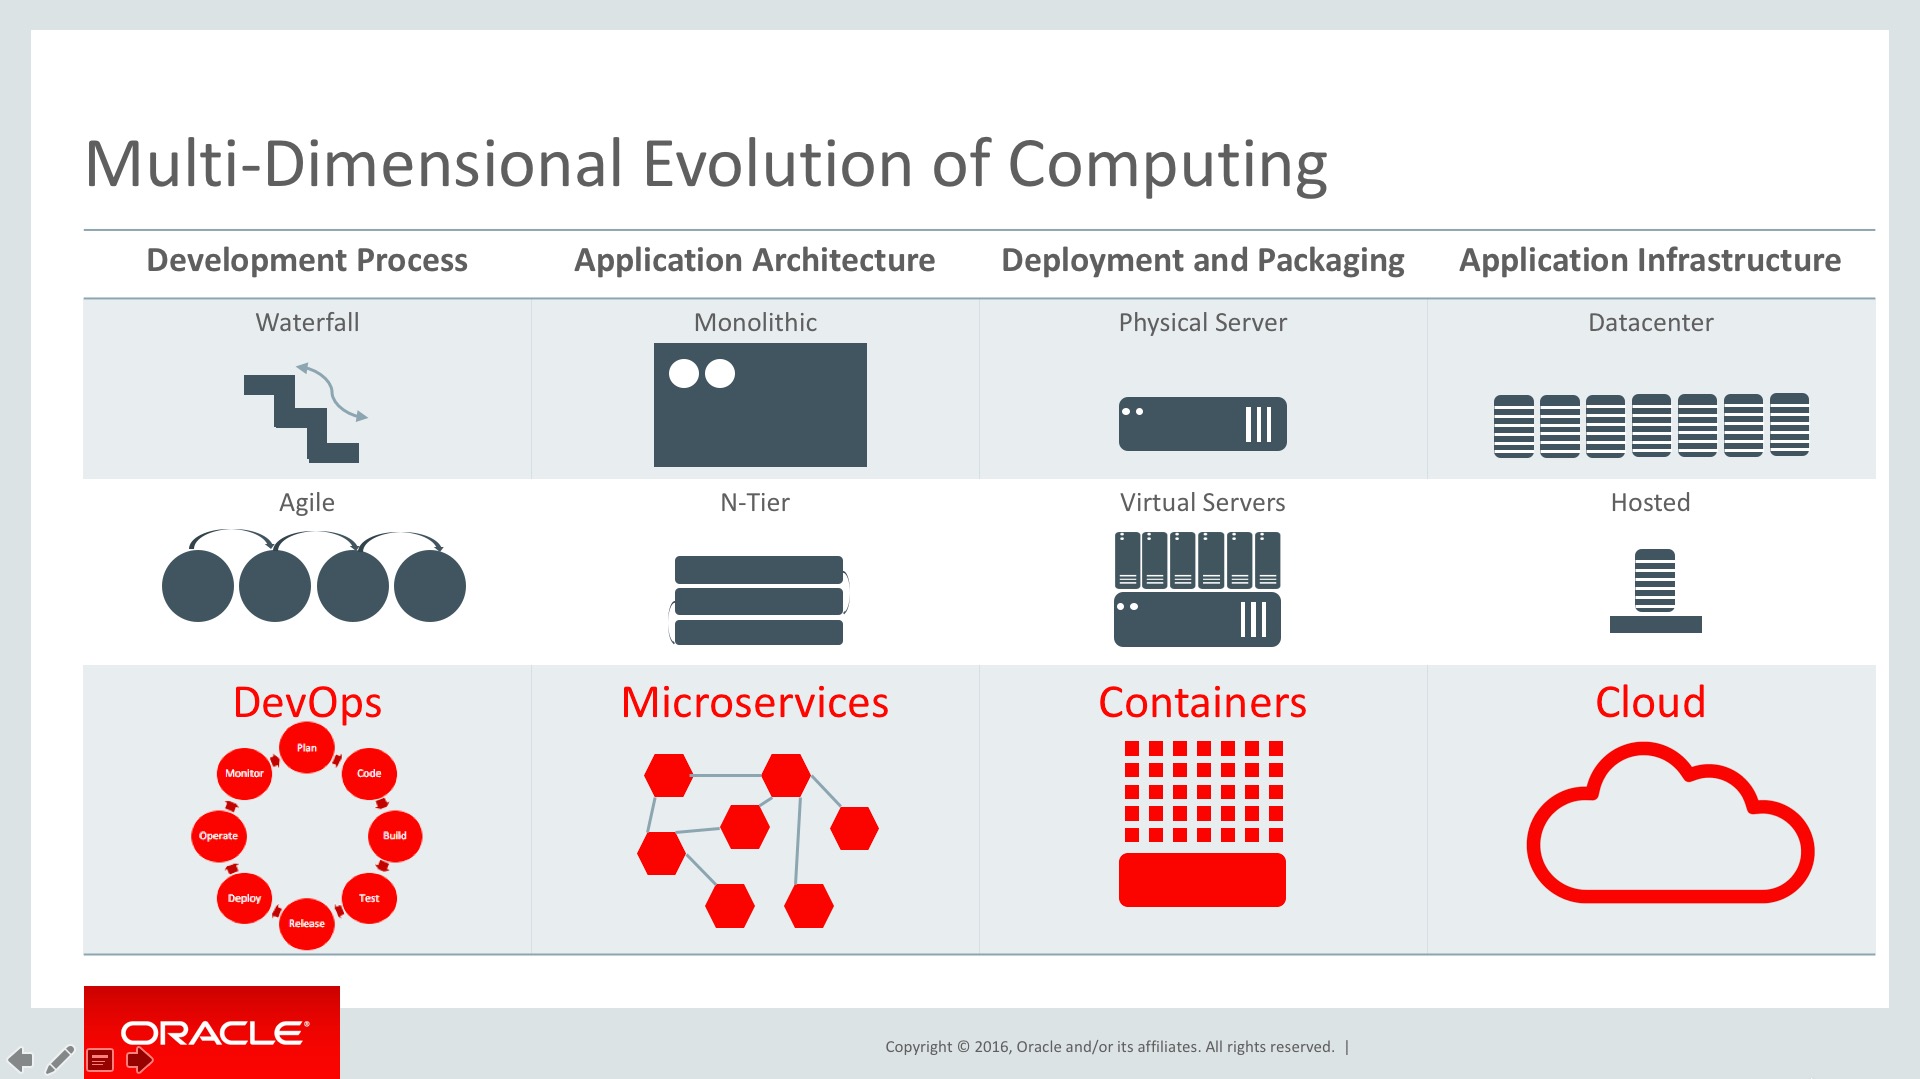 Multi-Dimensional Evolution of Computing
Development Process Application Architecture Deployment and Packaging Application Infrastructure
Waterfall Monolithic Physical Server Datacenter
Agile N-Tier Virtual Servers Hosted
DevOps Microservices Containers Cloud
Plan
Monitor Code
Operate Build
Deploy Test
Release
ORACLE®
Copyright © 2016, Oracle and/or its affiliates. All rights reserved. |